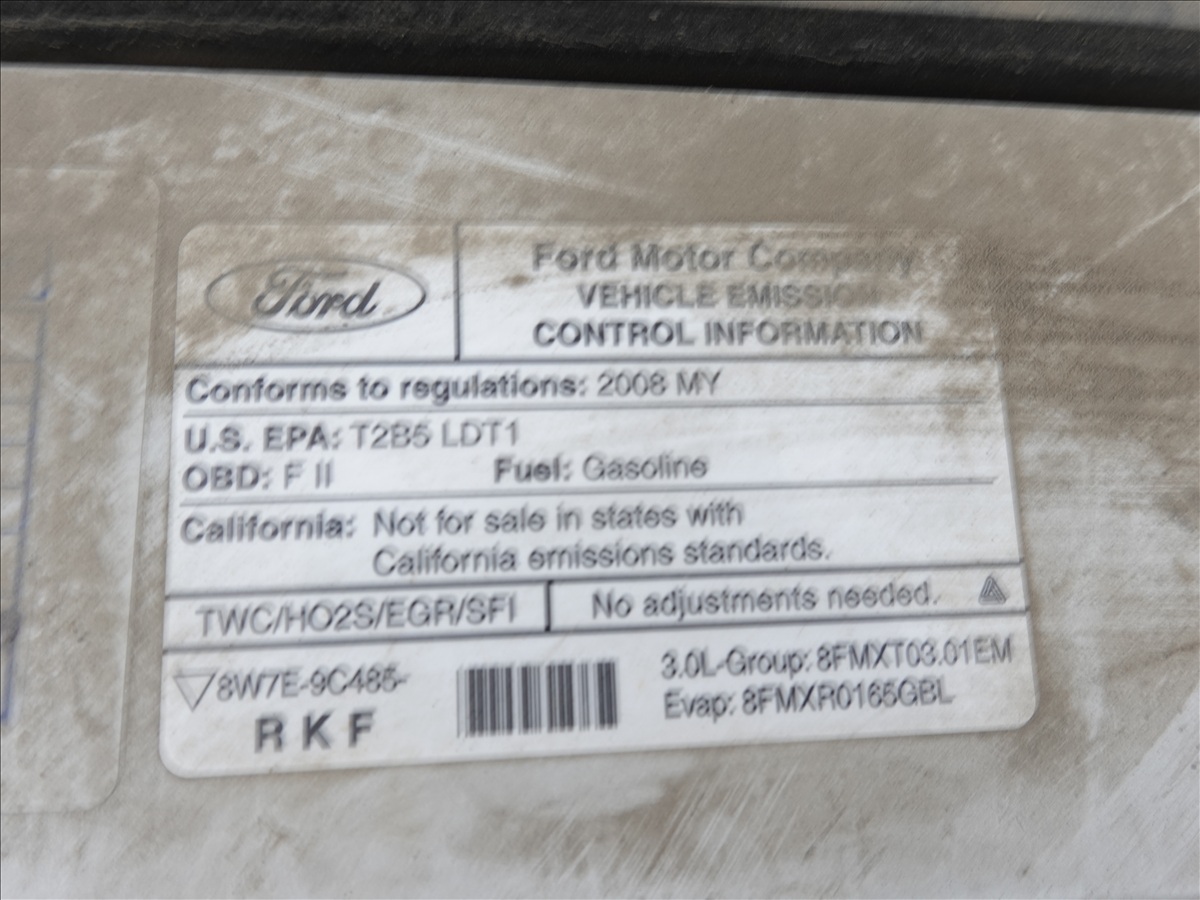 Ford
Ford Motor Company
VEHICLE EMISSION
CONTROL INFORMATION
Conforms to regulations: 2008 MY
U.S. EPA: T2B5 LDT1
OBD: F II Fuel: Gasoline
California: Not for sale in states with
California emissions standards.
TWC/HO2S/EGR/SFI
No adjustments needed.
8W7E-9C485-
RKF
3.0L-Group: 8FMXT03.01EM
Evap: 8FMXR0165GBL